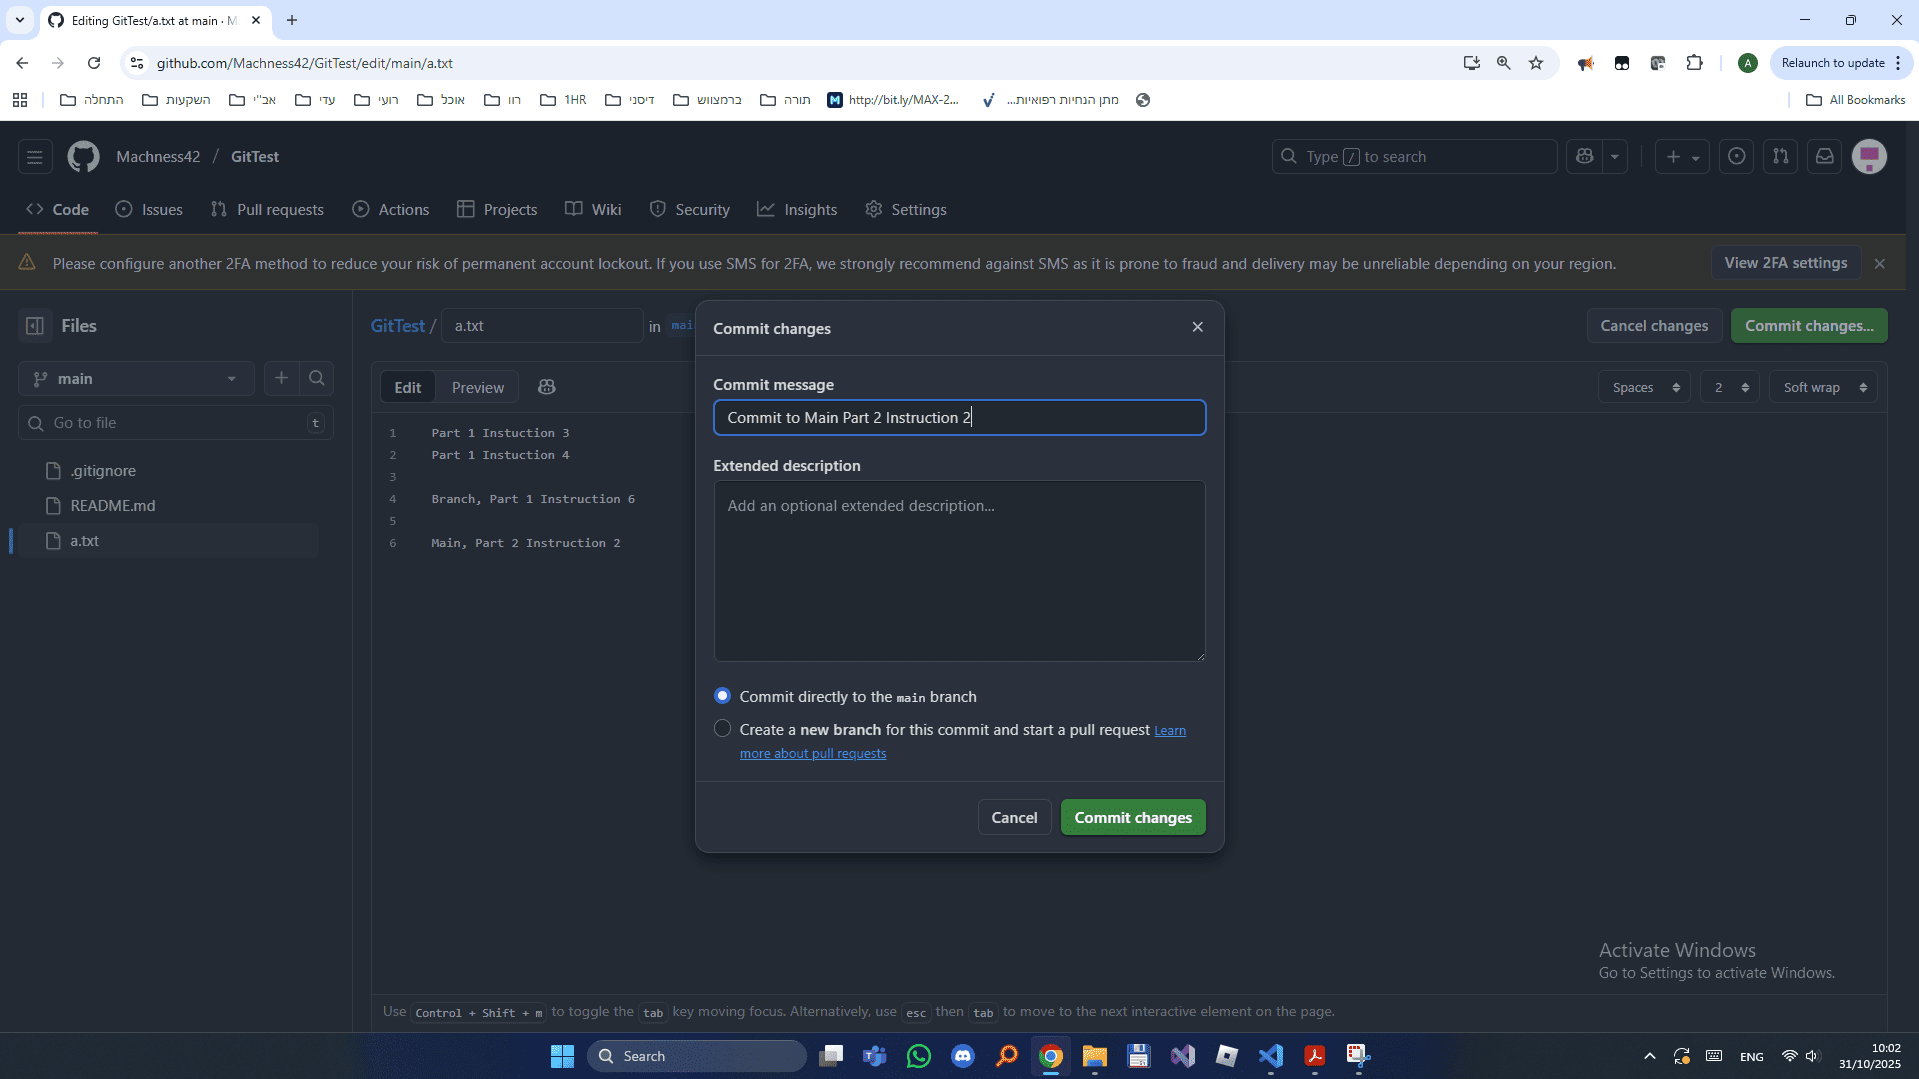 Editing GitTest/a.txt at main · M
github.com/Machness42/GitTest/edit/main/a.txt
A
Relaunch to update
התחלה
השקעות
אב"י
עדי
רועי
אוכל
רוו
1HR
דיסני
ברמצווש
תורה
M http://bit.ly/MAX-2...
מתן הנחיות רפואיות...
All Bookmarks
Machness42 / GitTest
Type / to search
Code
Issues
Pull requests
Actions
Projects
Wiki
Security
Insights
Settings
Please configure another 2FA method to reduce your risk of permanent account lockout. If you use SMS for 2FA, we strongly recommend against SMS as it is prone to fraud and delivery may be unreliable depending on your region.
View 2FA settings
Files
main
Go to file
t
.gitignore
README.md
a.txt
GitTest / a.txt in mai
Cancel changes
Commit changes...
Edit
Preview
Spaces
2
Soft wrap
1 Part 1 Instuction 3
2 Part 1 Instuction 4
3
4 Branch, Part 1 Instruction 6
5
6 Main, Part 2 Instruction 2
Commit changes
Commit message
Commit to Main Part 2 Instruction 2
Extended description
Add an optional extended description...
Commit directly to the main branch
Create a new branch for this commit and start a pull request Learn
more about pull requests
Cancel
Commit changes
Activate Windows
Go to Settings to activate Windows.
Use Control + Shift + m to toggle the tab key moving focus. Alternatively, use esc then tab to move to the next interactive element on the page.
Search
ENG
10:02
31/10/2025